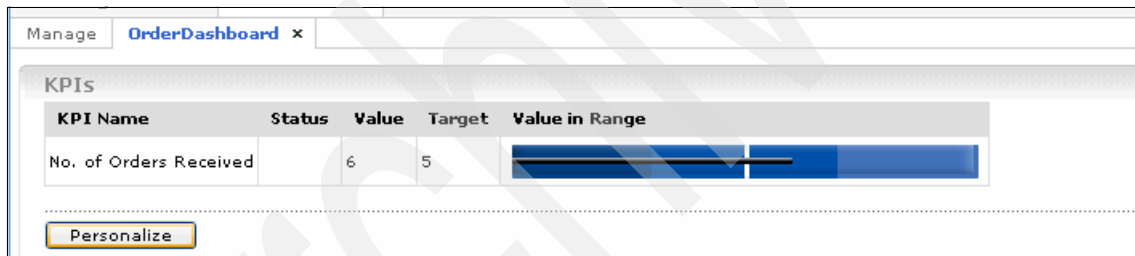 Manage OrderDashboard x
KPIs
KPI Name Status Value Target Value in Range
No. of Orders Received 6 5
Personalize